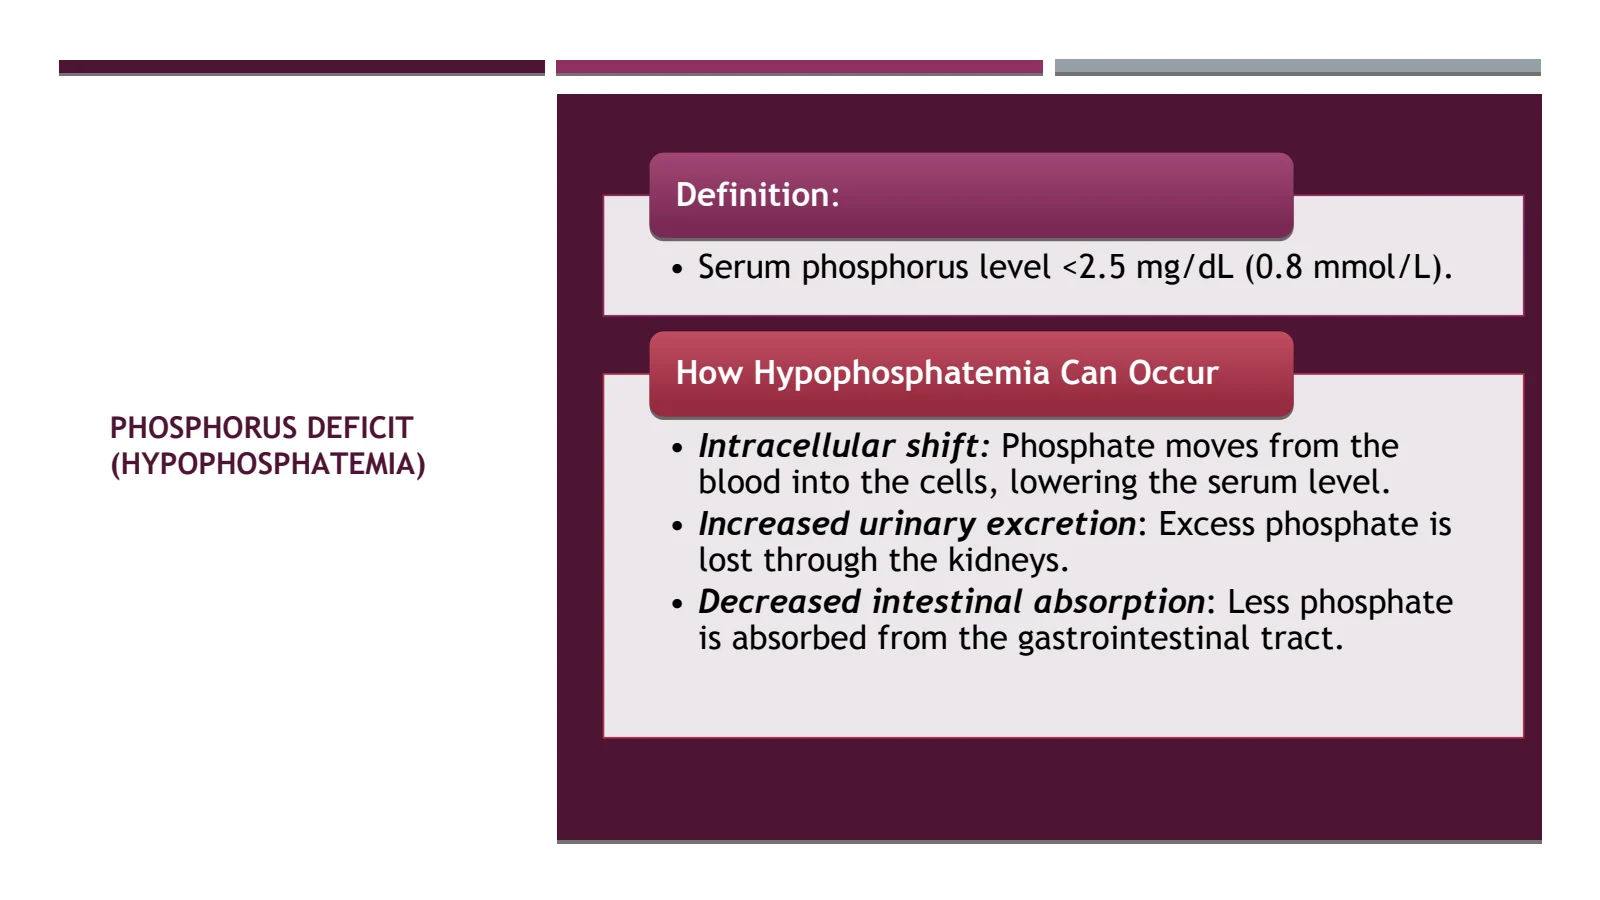 PHOSPHORUS DEFICIT
(HYPOPHOSPHATEMIA)
Definition:
• Serum phosphorus level <2.5 mg/dL (0.8 mmol/L).
How Hypophosphatemia Can Occur
• Intracellular shift: Phosphate moves from the
blood into the cells, lowering the serum level.
• Increased urinary excretion: Excess phosphate is
lost through the kidneys.
• Decreased intestinal absorption: Less phosphate
is absorbed from the gastrointestinal tract.